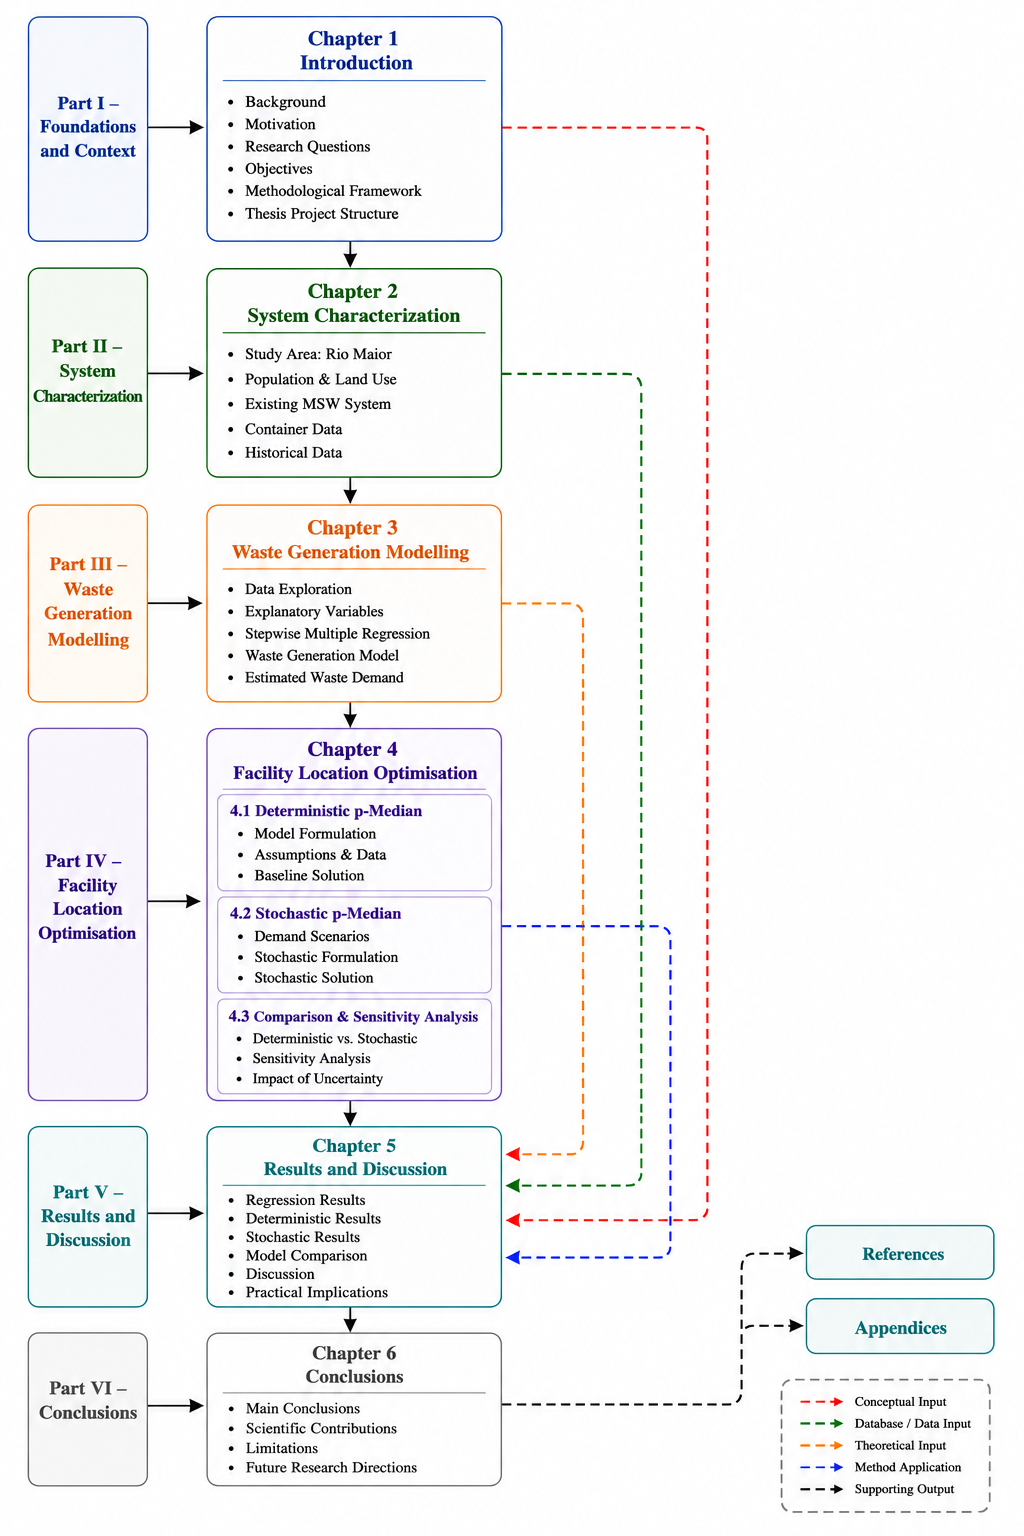 Part I –
Foundations
and Context
Chapter 1
Introduction
• Background
• Motivation
• Research Questions
• Objectives
• Methodological Framework
• Thesis Project Structure
Part II –
System
Characterization
Chapter 2
System Characterization
• Study Area: Rio Maior
• Population & Land Use
• Existing MSW System
• Container Data
• Historical Data
Part III –
Waste
Generation
Modelling
Chapter 3
Waste Generation Modelling
• Data Exploration
• Explanatory Variables
• Stepwise Multiple Regression
• Waste Generation Model
• Estimated Waste Demand
Part IV –
Facility
Location
Optimisation
Chapter 4
Facility Location Optimisation
4.1 Deterministic p-Median
• Model Formulation
• Assumptions & Data
• Baseline Solution
4.2 Stochastic p-Median
• Demand Scenarios
• Stochastic Formulation
• Stochastic Solution
4.3 Comparison & Sensitivity Analysis
• Deterministic vs. Stochastic
• Sensitivity Analysis
• Impact of Uncertainty
Part V –
Results and
Discussion
Chapter 5
Results and Discussion
• Regression Results
• Deterministic Results
• Stochastic Results
• Model Comparison
• Discussion
• Practical Implications
Part VI –
Conclusions
Chapter 6
Conclusions
• Main Conclusions
• Scientific Contributions
• Limitations
• Future Research Directions
References
Appendices
Conceptual Input
Database / Data Input
Theoretical Input
Method Application
Supporting Output